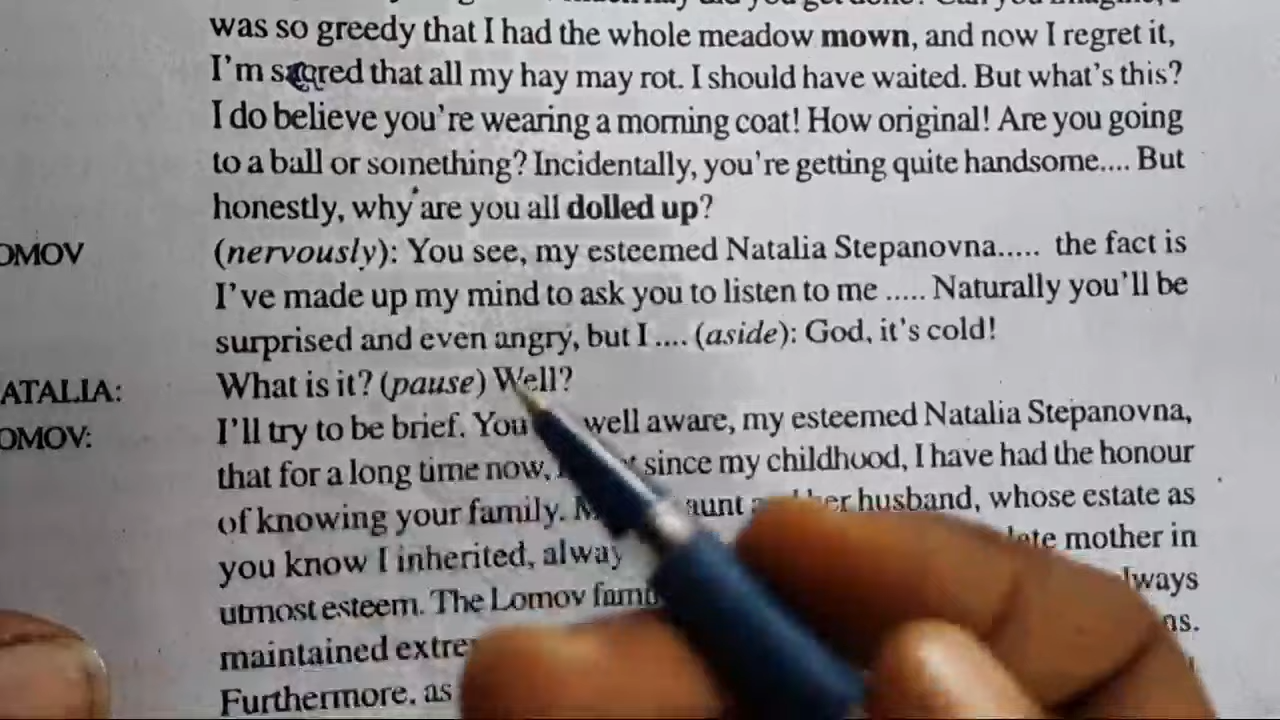 was so greedy that I had the whole meadow mown, and now I regret it,
I'm scared that all my hay may rot. I should have waited. But what's this?
I do believe you're wearing a morning coat! How original! Are you going
to a ball or something? Incidentally, you're getting quite handsome.... But
honestly, why are you all dolled up?
OMOV (nervously): You see, my esteemed Natalia Stepanovna..... the fact is
I've made up my mind to ask you to listen to me ..... Naturally you'll be
surprised and even angry, but I .... (aside): God, it's cold!
ATALIA: What is it? (pause) Well?
OMOV: I'll try to be brief. You well aware, my esteemed Natalia Stepanovna,
that for a long time now, since my childhood, I have had the honour
of knowing your family. aunt her husband, whose estate as
you know I inherited, mother in
utmost esteem. The Lomov
maintained
Furthermore, as